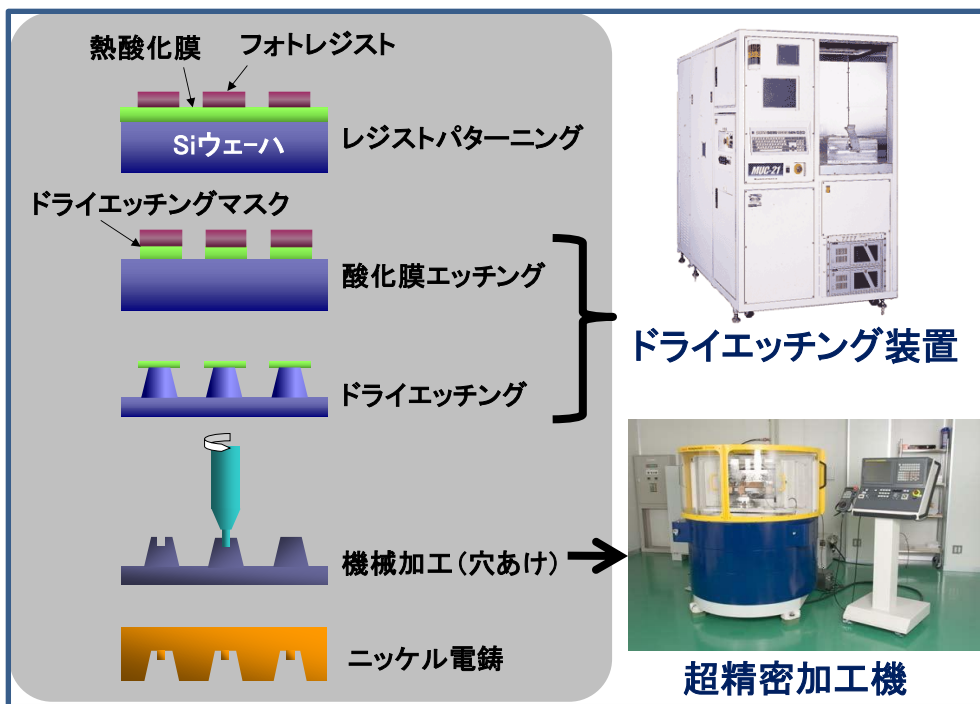 熱酸化膜
フォトレジスト
Siウェーハ
レジストパターニング
ドライエッチングマスク
酸化膜エッチング
ドライエッチング
機械加工(穴あけ)
ニッケル電鋳
MUC-21
ドライエッチング装置
超精密加工機